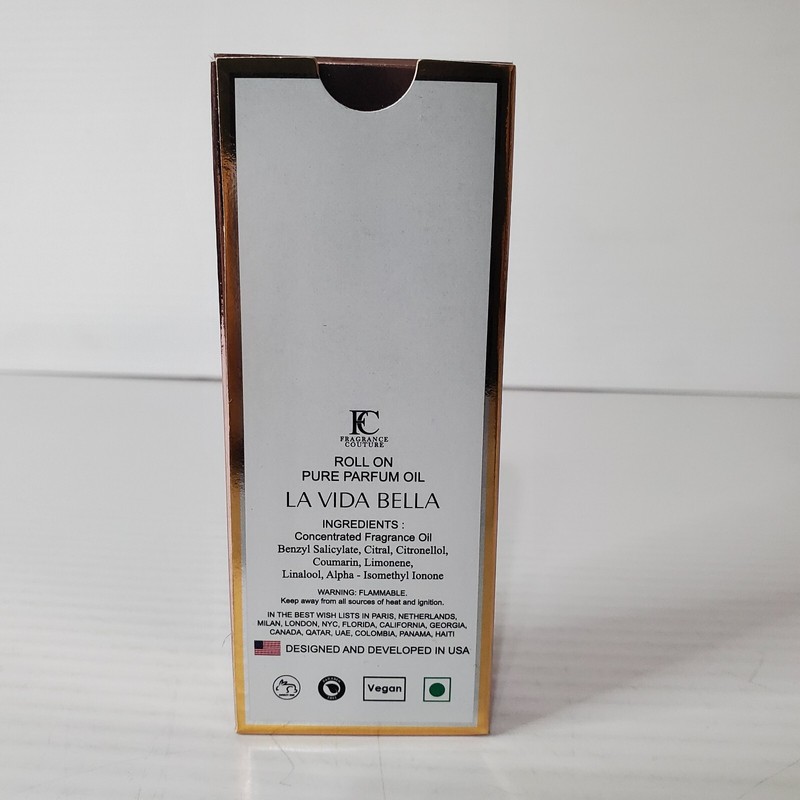 FC
FRAGRANCE
COUTURE
ROLL ON
PURE PARFUM OIL
LA VIDA BELLA
INGREDIENTS :
Concentrated Fragrance Oil
Benzyl Salicylate, Citral, Citronellol,
Coumarin, Limonene,
Linalool, Alpha - Isomethyl Ionone
WARNING: FLAMMABLE.
Keep away from all sources of heat and ignition.
IN THE BEST WISH LISTS IN PARIS, NETHERLANDS,
MILAN, LONDON, NYC, FLORIDA, CALIFORNIA, GEORGIA,
CANADA, QATAR, UAE, COLOMBIA, PANAMA, HAITI
DESIGNED AND DEVELOPED IN USA
Vegan